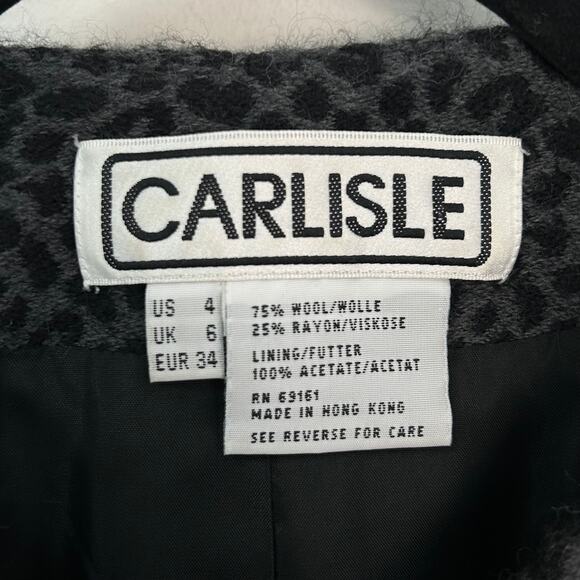 CARLISLE
US 4
UK 6
EUR 34
75% WOOL/WOLLE
25% RAYON/VISKOSE
LINING/FUTTER
100% ACETATE/ACETAT
RN 69161
MADE IN HONG KONG
SEE REVERSE FOR CARE